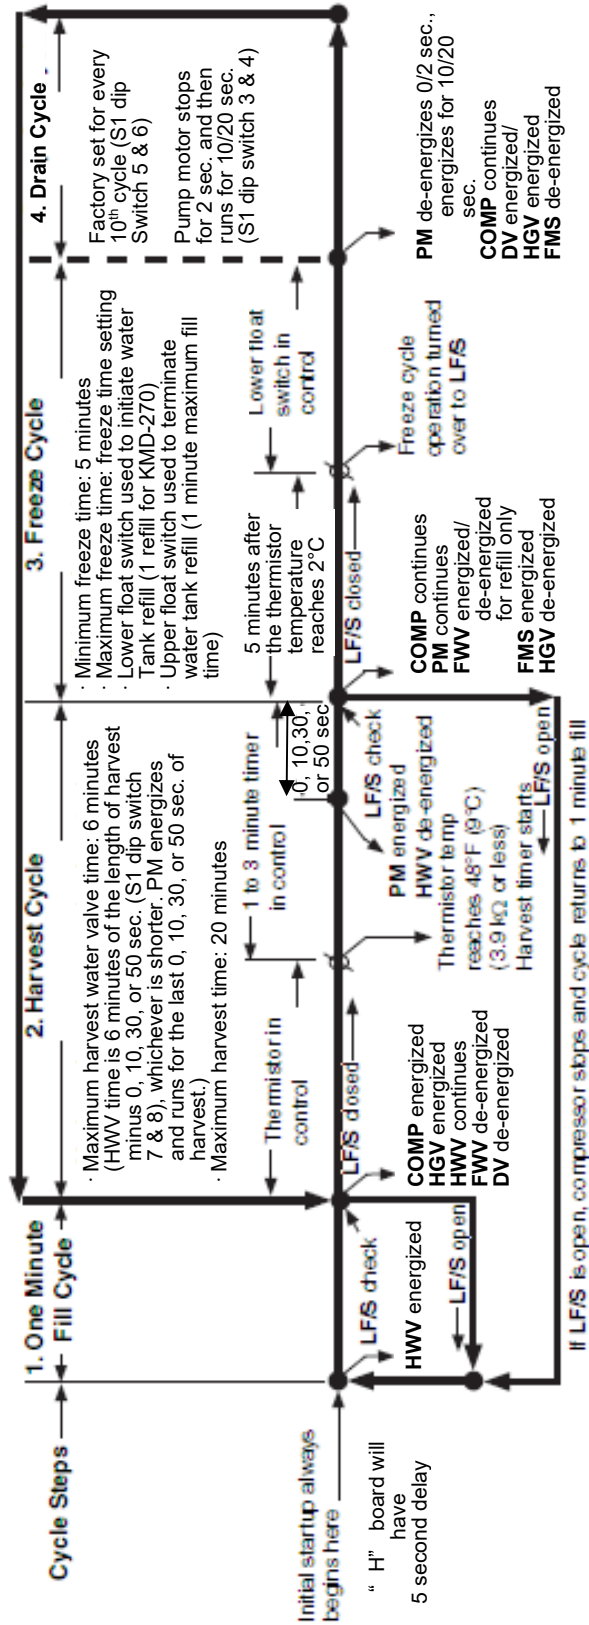 Cycle Steps
1. One Minute
Fill Cycle
2. Harvest Cycle
3. Freeze Cycle
4. Drain Cycle
· Maximum harvest water valve time: 6 minutes
(HWV time is 6 minutes of the length of harvest
minus 0, 10, 30, or 50 sec. (S1 dip switch
7 & 8), whichever is shorter. PM energizes
and runs for the last 0, 10, 30, or 50 sec. of
harvest.)
· Maximum harvest time: 20 minutes
· Minimum freeze time: 5 minutes
· Maximum freeze time: freeze time setting
· Lower float switch used to initiate water
Tank refill (1 refill for KMD-270)
· Upper float switch used to terminate
water tank refill (1 minute maximum fill
time)
Factory set for every
10th cycle (S1 dip
Switch 5 & 6)
Pump motor stops
for 2 sec. and then
runs for 10/20 sec.
(S1 dip switch 3 & 4)
Thermistor in
control
1 to 3 minute timer
in control
0, 10,30,
or 50 sec
5 minutes after
the thermistor
temperature
reaches 2°C
Lower float
switch in
control
Initial startup always
begins here
" H" board will
have
5 second delay
LF/S check
HWV energized
LF/S open
LF/S closed
COMP energized
HGV energized
HWV continues
FWV de-energized
DV de-energized
LF/S check
PM energized
HWV de-energized
Thermistor temp
reaches 48°F (9°C)
(3.9 kΩ or less)
Harvest timer starts
LF/S open
LF/S closed
COMP continues
PM continues
FWV energized/
de-energized
for refill only
FMS energized
HGV de-energized
Freeze cycle
operation turned
over to LF/S
PM de-energizes 0/2 sec.,
energizes for 10/20
sec.
COMP continues
DV energized/
HGV energized
FMS de-energized
If LF/S is open, compressor stops and cycle returns to 1 minute fill